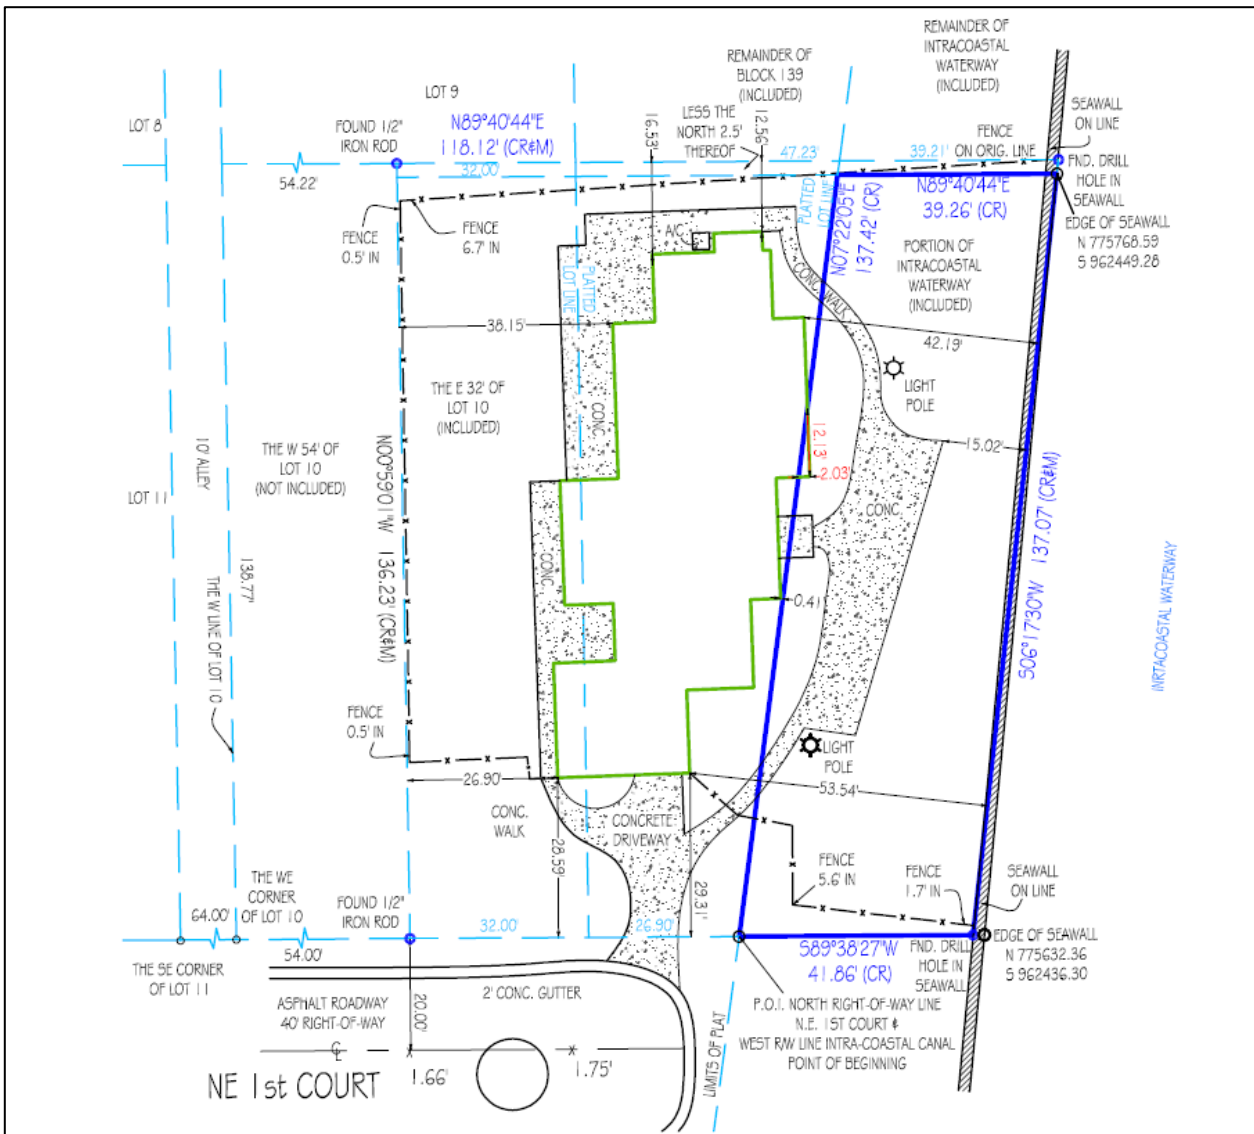 REMAINDER OF
INTRACOASTAL
WATERWAY
(INCLUDED)
REMAINDER OF
BLOCK 139
(INCLUDED)
LOT 9
LOT 8
FOUND 1/2"
IRON ROD
N89°40'44"E
118.12' (CR&M)
32.00'
54.22'
16.53'
LESS THE
NORTH 2.5'
THEREOF
12.56'
47.23'
39.21'
FENCE
ON ORIG. LINE
SEAWALL
ON LINE
FND. DRILL
HOLE IN
SEAWALL
EDGE OF SEAWALL
N 775768.59
S 962449.28
N89°40'44"E
39.26' (CR)
PLATTED
LOT LINE
N07°22'05"E
137.42' (CR)
FENCE
0.5' IN
FENCE
6.7' IN
A/C
PLATTED
LOT LINE
CONC. WALK
PORTION OF
INTRACOASTAL
WATERWAY
(INCLUDED)
38.15'
42.19'
LIGHT
POLE
THE E 32' OF
LOT 10
(INCLUDED)
CONC.
12.13'
2.03'
15.02'
10' ALLEY
THE W 54' OF
LOT 10
(NOT INCLUDED)
LOT 11
N00°59'01"W 136.23' (CR&M)
CONC.
CONC.
138.77'
THE W LINE OF LOT 10
0.41
S06°17'30"W 137.07' (CR&M)
INRTACOASTAL WATERWAY
FENCE
0.5' IN
LIGHT
POLE
26.90'
53.54'
CONC.
WALK
CONCRETE
DRIVEWAY
28.59'
29.31'
FENCE
5.6' IN
FENCE
1.7' IN
SEAWALL
ON LINE
THE WE
CORNER
OF LOT 10
FOUND 1/2"
IRON ROD
64.00'
54.00'
32.00'
26.90'
S89°38'27"W
41.86' (CR)
FND. DRILL
HOLE IN
SEAWALL
EDGE OF SEAWALL
N 775632.36
S 962436.30
THE SE CORNER
OF LOT 11
ASPHALT ROADWAY
40' RIGHT-OF-WAY
20.00'
2' CONC. GUTTER
LIMITS OF PLAT
P.O.I. NORTH RIGHT-OF-WAY LINE
N.E. 1ST COURT &
WEST R/W LINE INTRA-COASTAL CANAL
POINT OF BEGINNING
CL
NE 1st COURT
1.66'
1.75'